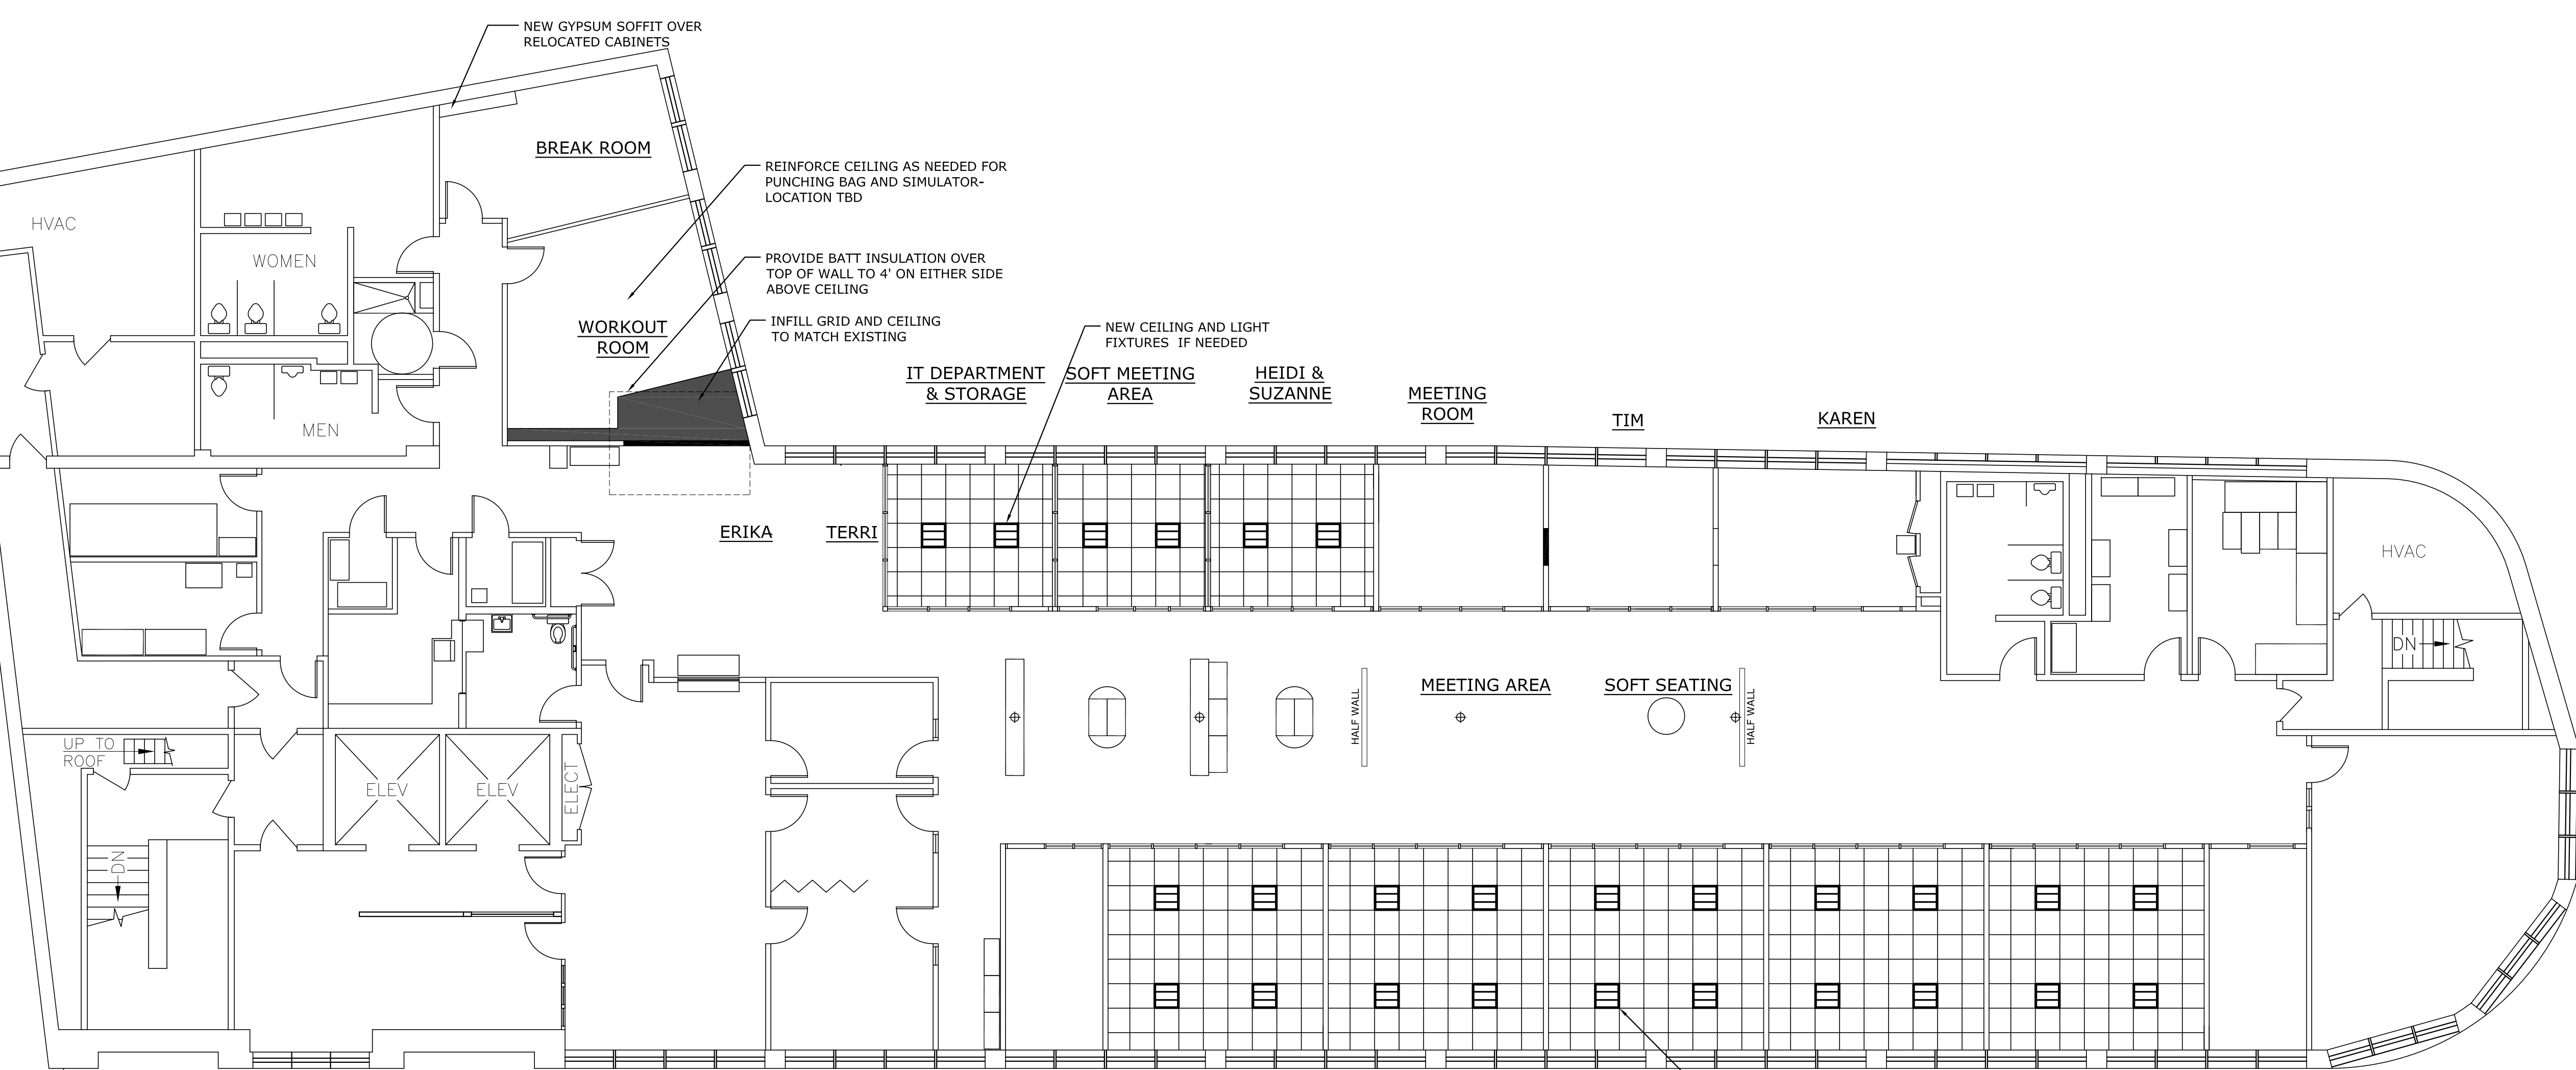 NEW GYPSUM SOFFIT OVER
RELOCATED CABINETS
BREAK ROOM
REINFORCE CEILING AS NEEDED FOR
PUNCHING BAG AND SIMULATOR-
LOCATION TBD
HVAC
WOMEN
PROVIDE BATT INSULATION OVER
TOP OF WALL TO 4' ON EITHER SIDE
ABOVE CEILING
WORKOUT
ROOM
INFILL GRID AND CEILING
TO MATCH EXISTING
NEW CEILING AND LIGHT
FIXTURES IF NEEDED
IT DEPARTMENT
& STORAGE
SOFT MEETING
AREA
HEIDI &
SUZANNE
MEETING
ROOM
TIM
KAREN
MEN
ERIKA
TERRI
HVAC
DN
MEETING AREA
SOFT SEATING
HALF WALL
HALF WALL
UP TO
ROOF
ELEV
ELEV
ELECT
DN